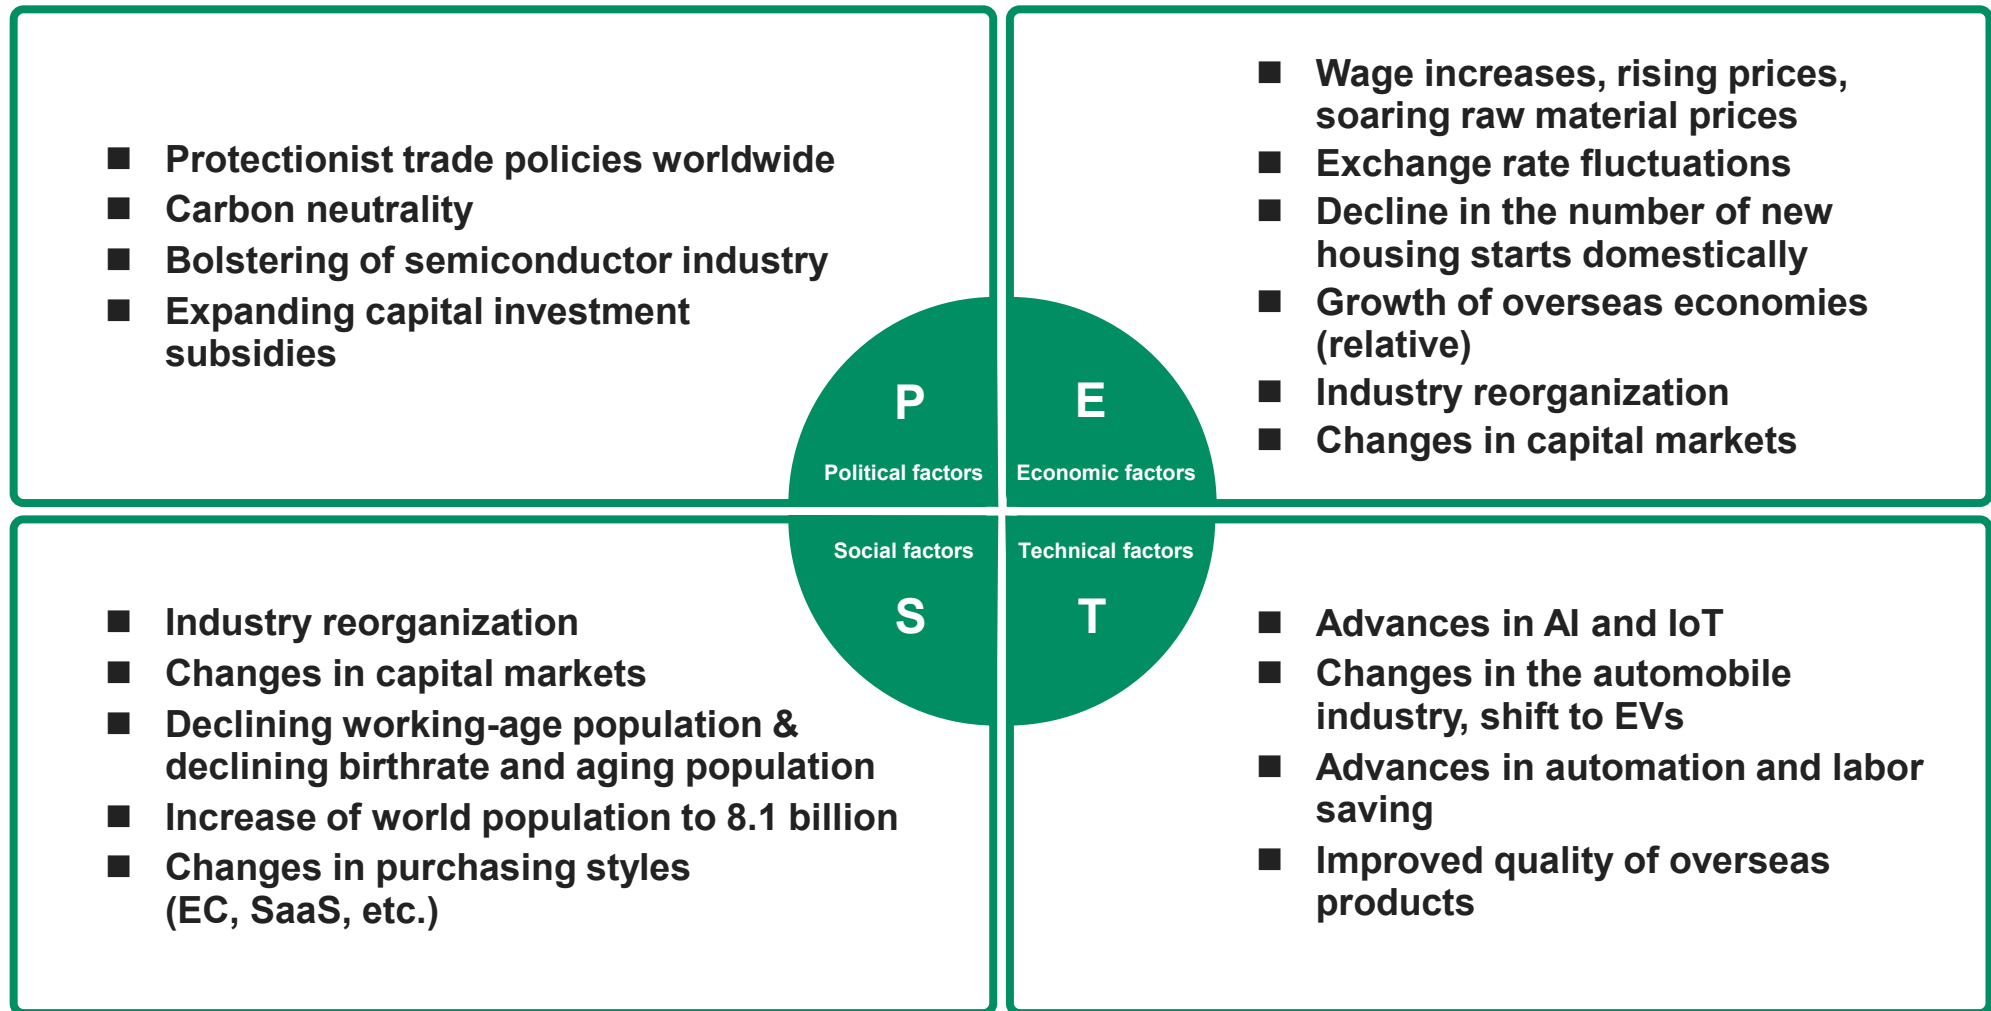 ■ Protectionist trade policies worldwide
■ Carbon neutrality
■ Bolstering of semiconductor industry
■ Expanding capital investment
subsidies
P
Political factors
■ Wage increases, rising prices,
soaring raw material prices
■ Exchange rate fluctuations
■ Decline in the number of new
housing starts domestically
■ Growth of overseas economies
(relative)
■ Industry reorganization
■ Changes in capital markets
E
Economic factors
Social factors
S
■ Industry reorganization
■ Changes in capital markets
■ Declining working-age population &
declining birthrate and aging population
■ Increase of world population to 8.1 billion
■ Changes in purchasing styles
(EC, SaaS, etc.)
Technical factors
T
■ Advances in AI and IoT
■ Changes in the automobile
industry, shift to EVs
■ Advances in automation and labor
saving
■ Improved quality of overseas
products